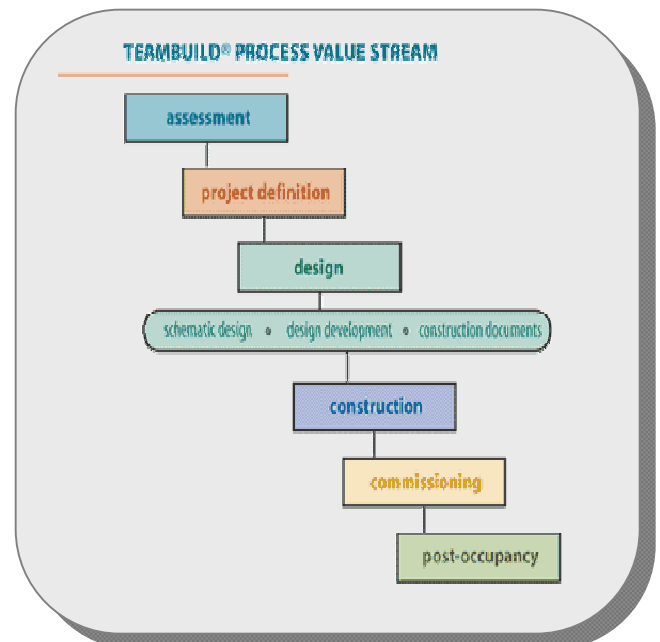 TEAMBUILD® PROCESS VALUE STREAM
assessment
project definition
design
schematic design • design development • construction documents
construction
commissioning
post-occupancy